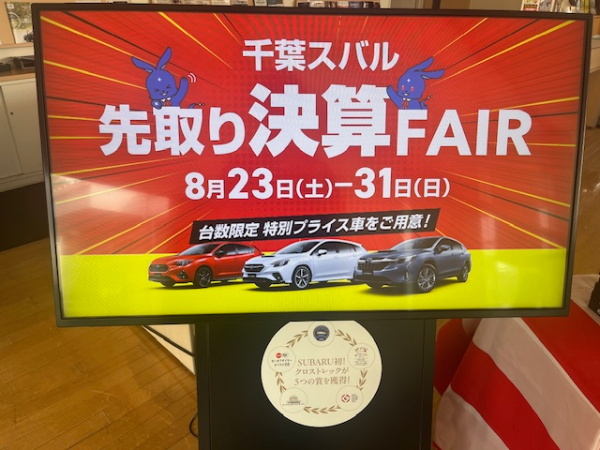 千葉スバル
先取り決算FAIR
8月23日(土)-31日(日)
台数限定 特別プライス車をご用意!
SUBARU初!
クロストレックが
3つの賞を獲得!